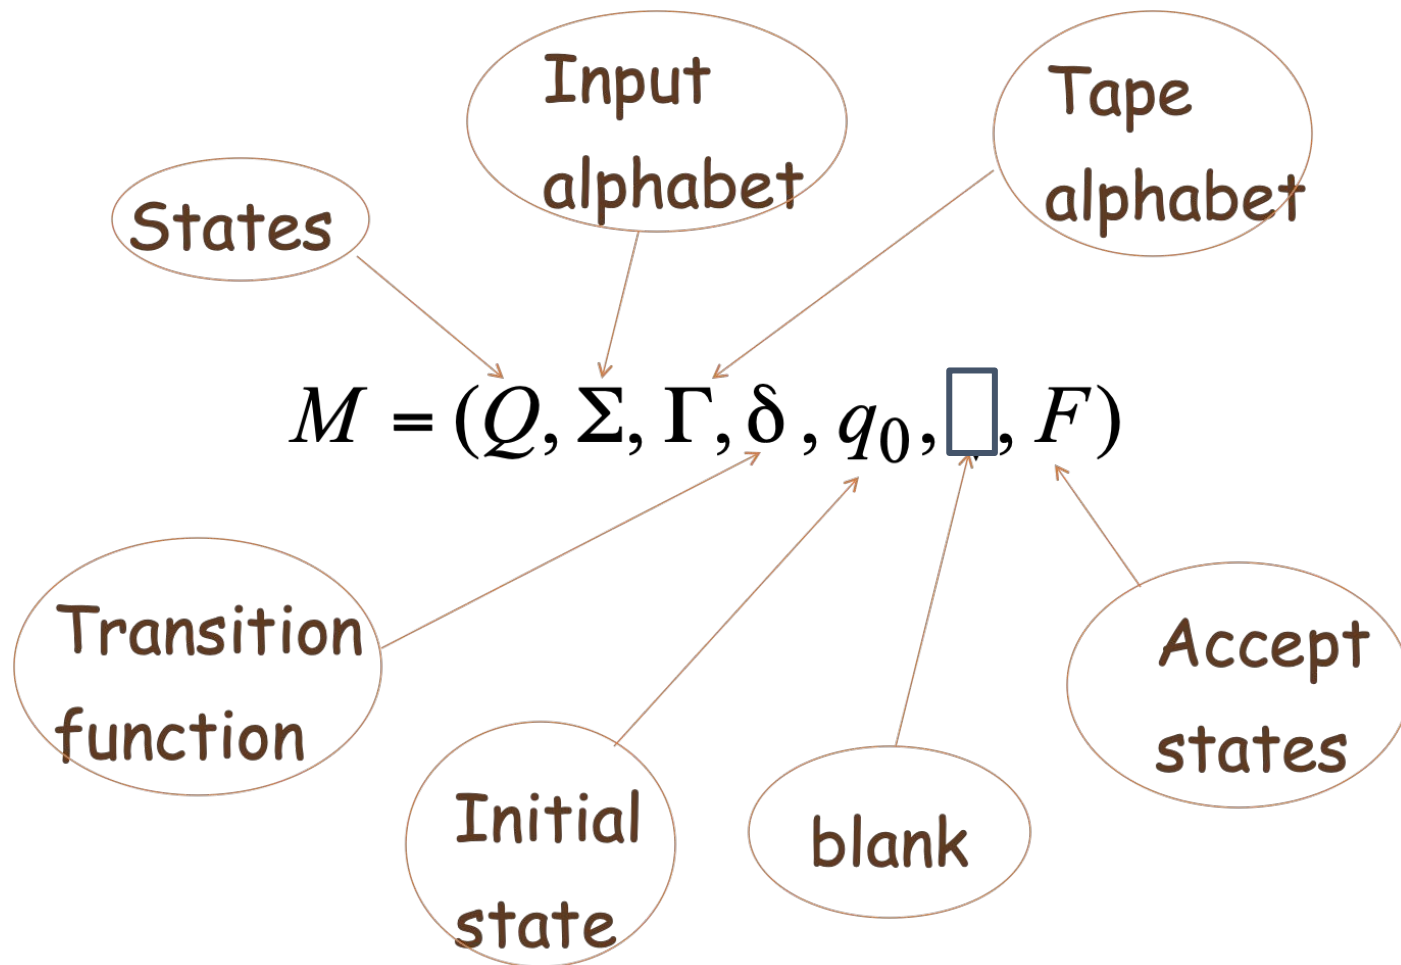 Input
alphabet
Tape
alphabet
States
M = (Q, Σ, Γ, δ , q₀, □, F)
Transition
function
Accept
states
Initial
state
blank